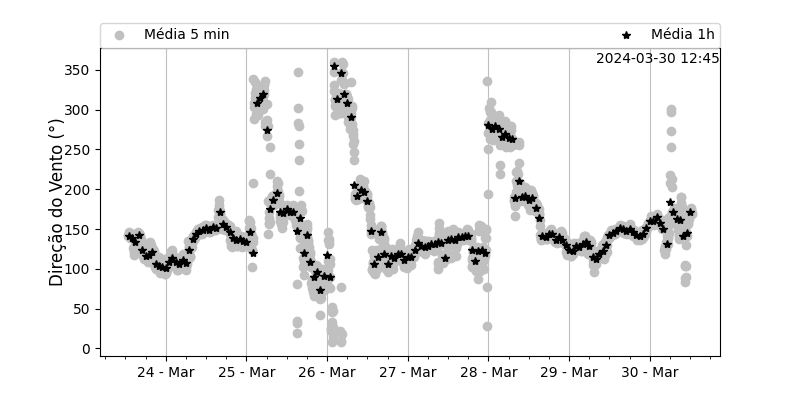 Média 5 min
Média 1h
2024-03-30 12:45
Direção do Vento (°)
350
300
250
200
150
100
50
0
24 - Mar
25 - Mar
26 - Mar
27 - Mar
28 - Mar
29 - Mar
30 - Mar